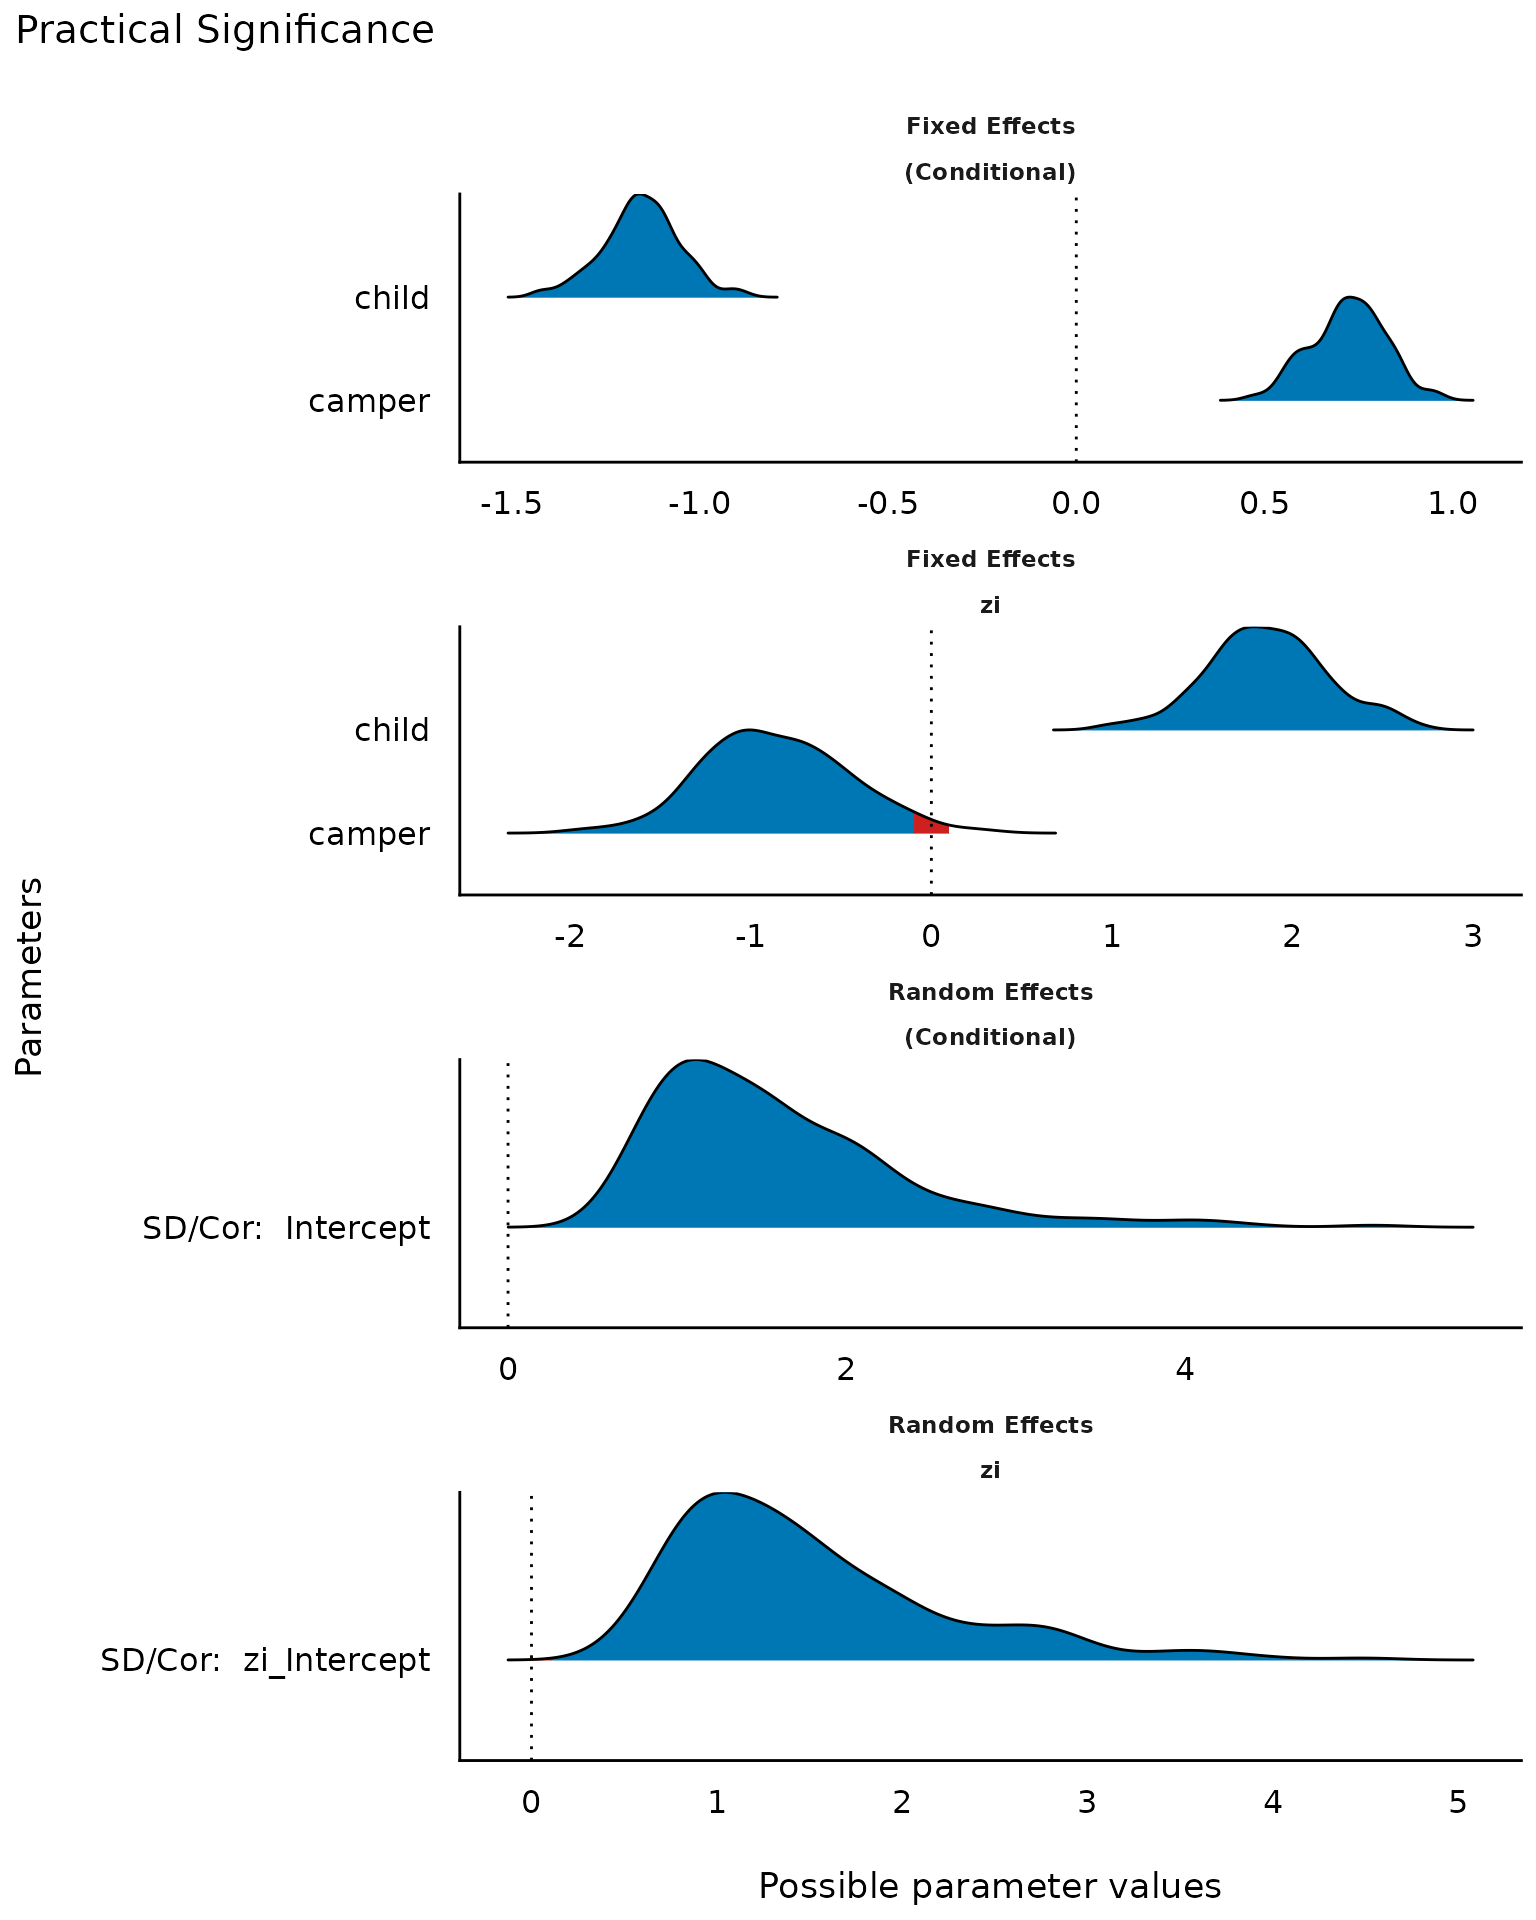 Practical Significance
Fixed Effects
(Conditional)
child
camper
-1.5 -1.0 -0.5 0.0 0.5 1.0
Fixed Effects
zi
child
camper
-2 -1 0 1 2 3
Parameters
Random Effects
(Conditional)
SD/Cor: Intercept
0 2 4
Random Effects
zi
SD/Cor: zi_Intercept
0 1 2 3 4 5
Possible parameter values